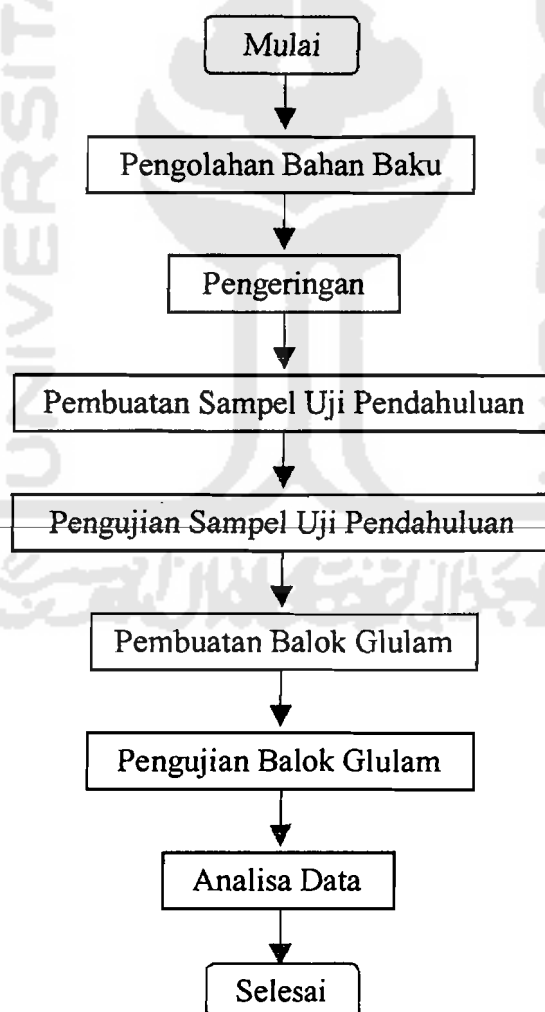 Mulai
Pengolahan Bahan Baku
Pengeringan
Pembuatan Sampel Uji Pendahuluan
Pengujian Sampel Uji Pendahuluan
Pembuatan Balok Glulam
Pengujian Balok Glulam
Analisa Data
Selesai